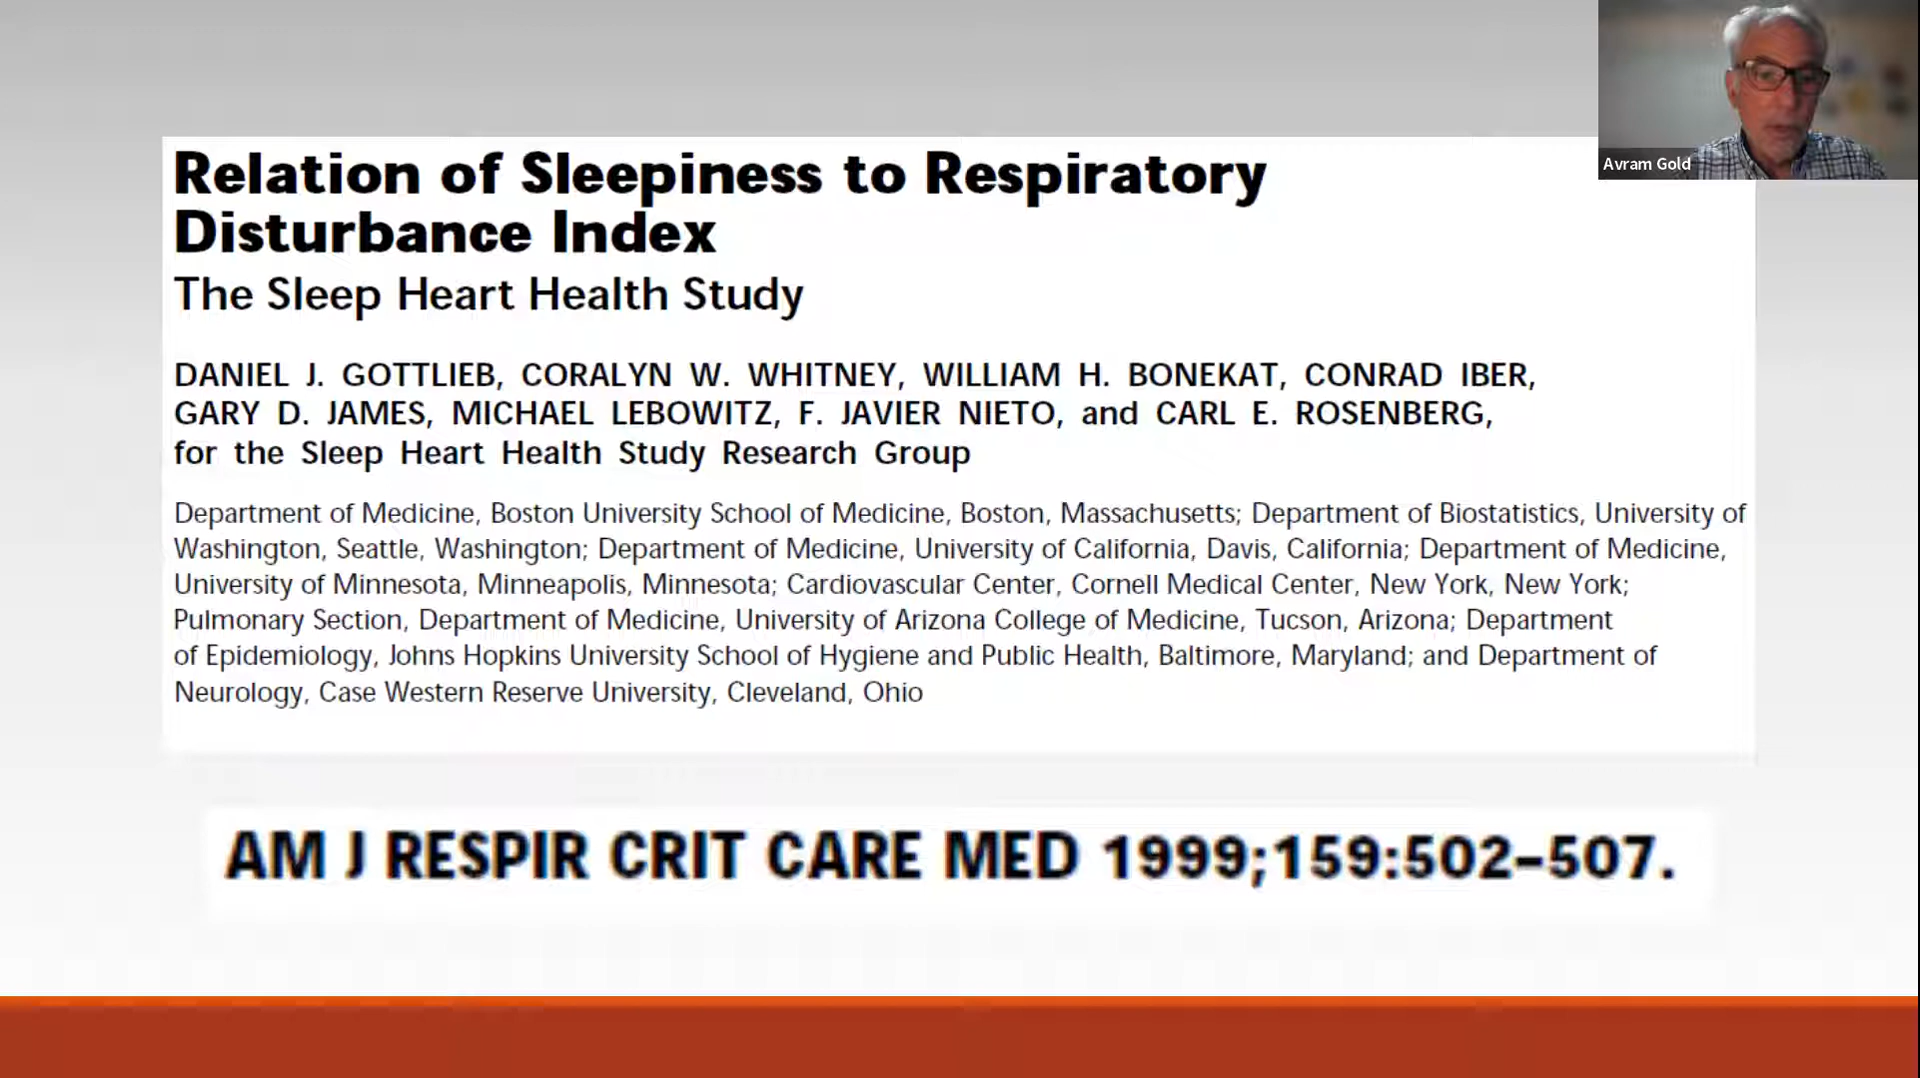 Relation of Sleepiness to Respiratory
Disturbance Index
The Sleep Heart Health Study
DANIEL J. GOTTLIEB, CORALYN W. WHITNEY, WILLIAM H. BONEKAT, CONRAD IBER,
GARY D. JAMES, MICHAEL LEBOWITZ, F. JAVIER NIETO, and CARL E. ROSENBERG,
for the Sleep Heart Health Study Research Group
Department of Medicine, Boston University School of Medicine, Boston, Massachusetts; Department of Biostatistics, University of
Washington, Seattle, Washington; Department of Medicine, University of California, Davis, California; Department of Medicine,
University of Minnesota, Minneapolis, Minnesota; Cardiovascular Center, Cornell Medical Center, New York, New York;
Pulmonary Section, Department of Medicine, University of Arizona College of Medicine, Tucson, Arizona; Department
of Epidemiology, Johns Hopkins University School of Hygiene and Public Health, Baltimore, Maryland; and Department of
Neurology, Case Western Reserve University, Cleveland, Ohio
AM J RESPIR CRIT CARE MED 1999;159:502–507.
Avram Gold